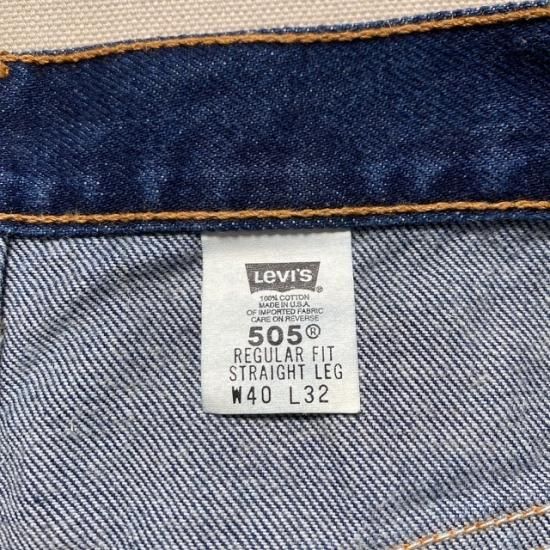 LEVI'S®
100% COTTON
MADE IN U.S.A.
OF IMPORTED FABRIC
CARE ON REVERSE
505®
REGULAR FIT
STRAIGHT LEG
W40 L32